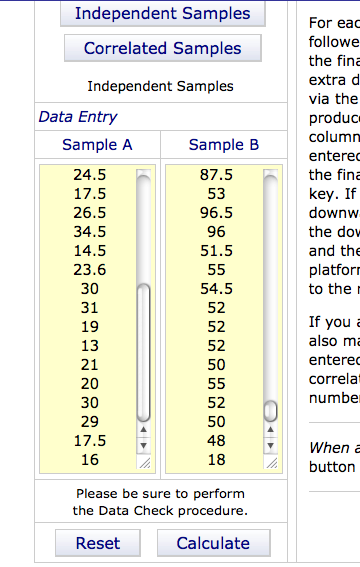 Independent Samples
Correlated Samples
Independent Samples
Data Entry
Sample A Sample B
24.5 87.5
17.5 53
26.5 96.5
34.5 96
14.5 51.5
23.6 55
30 54.5
31 52
19 52
13 52
21 50
20 55
30 52
29 50
17.5 48
16 18
Please be sure to perform
the Data Check procedure.
Reset Calculate
For eac
followe
the fina
extra d
via the
produc
column
entered
the fina
key. If
downwa
the dow
and the
platforr
to the r
If you a
also ma
entered
correlat
number
When a
button